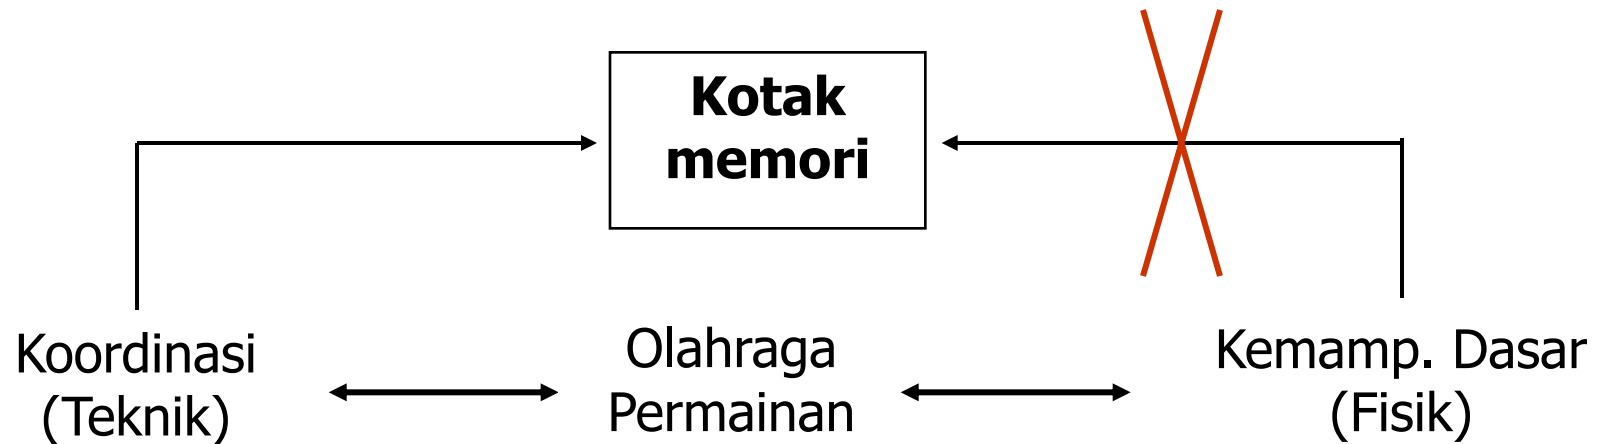 Kotak
memori
Koordinasi
(Teknik)
Olahraga
Permainan
Kemamp. Dasar
(Fisik)